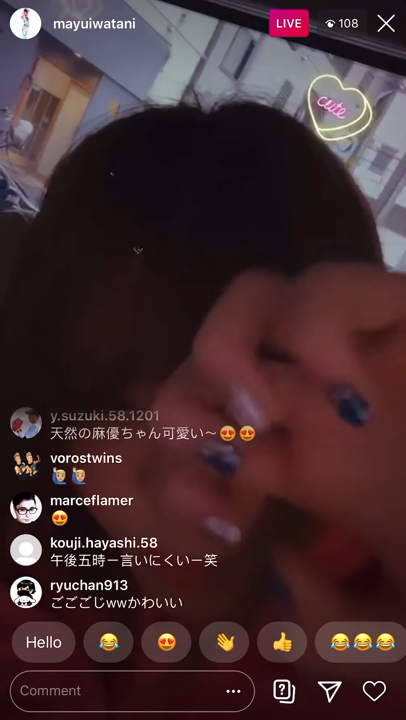 mayuiwatani
LIVE
108
cute
y.suzuki.58.1201
天然の麻優ちゃん可愛い〜😍😍
vorostwins
🙋🏼‍♂️🙋🏼‍♂️
marceflamer
😍
kouji.hayashi.58
午後五時ー言いにくいー笑
ryuchan913
ごごごじwwかわいい
Hello
😂
😍
👋
👍
😂😂😂
Comment